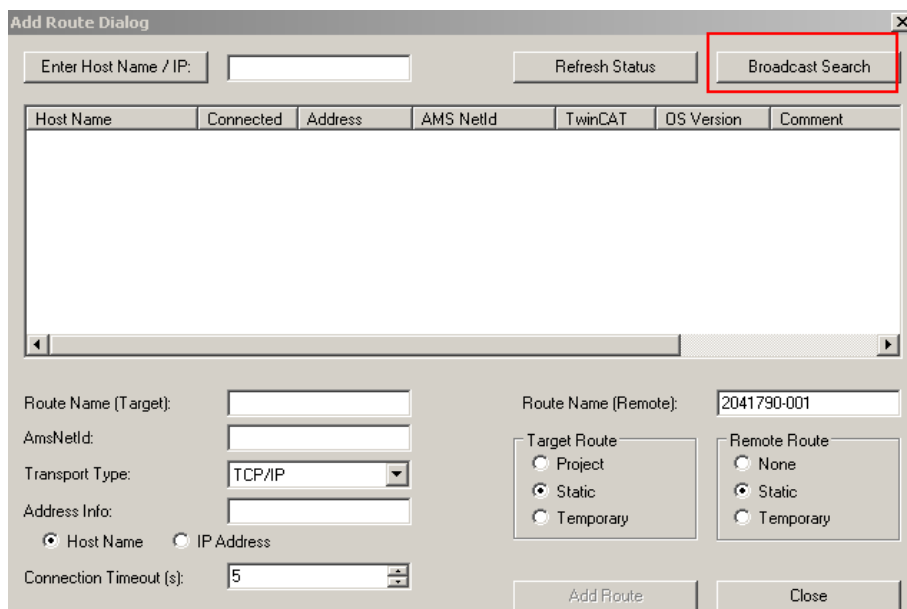 Add Route Dialog
Enter Host Name / IP: Refresh Status Broadcast Search
Host Name Connected Address AMS NetId TwinCAT OS Version Comment
Route Name (Target): Route Name (Remote): 2041790-001
AmsNetId: Target Route Remote Route
Transport Type: TCP/IP Project None
Static Static
Address Info: Temporary Temporary
Host Name IP Address
Connection Timeout (s): 5
Add Route Close